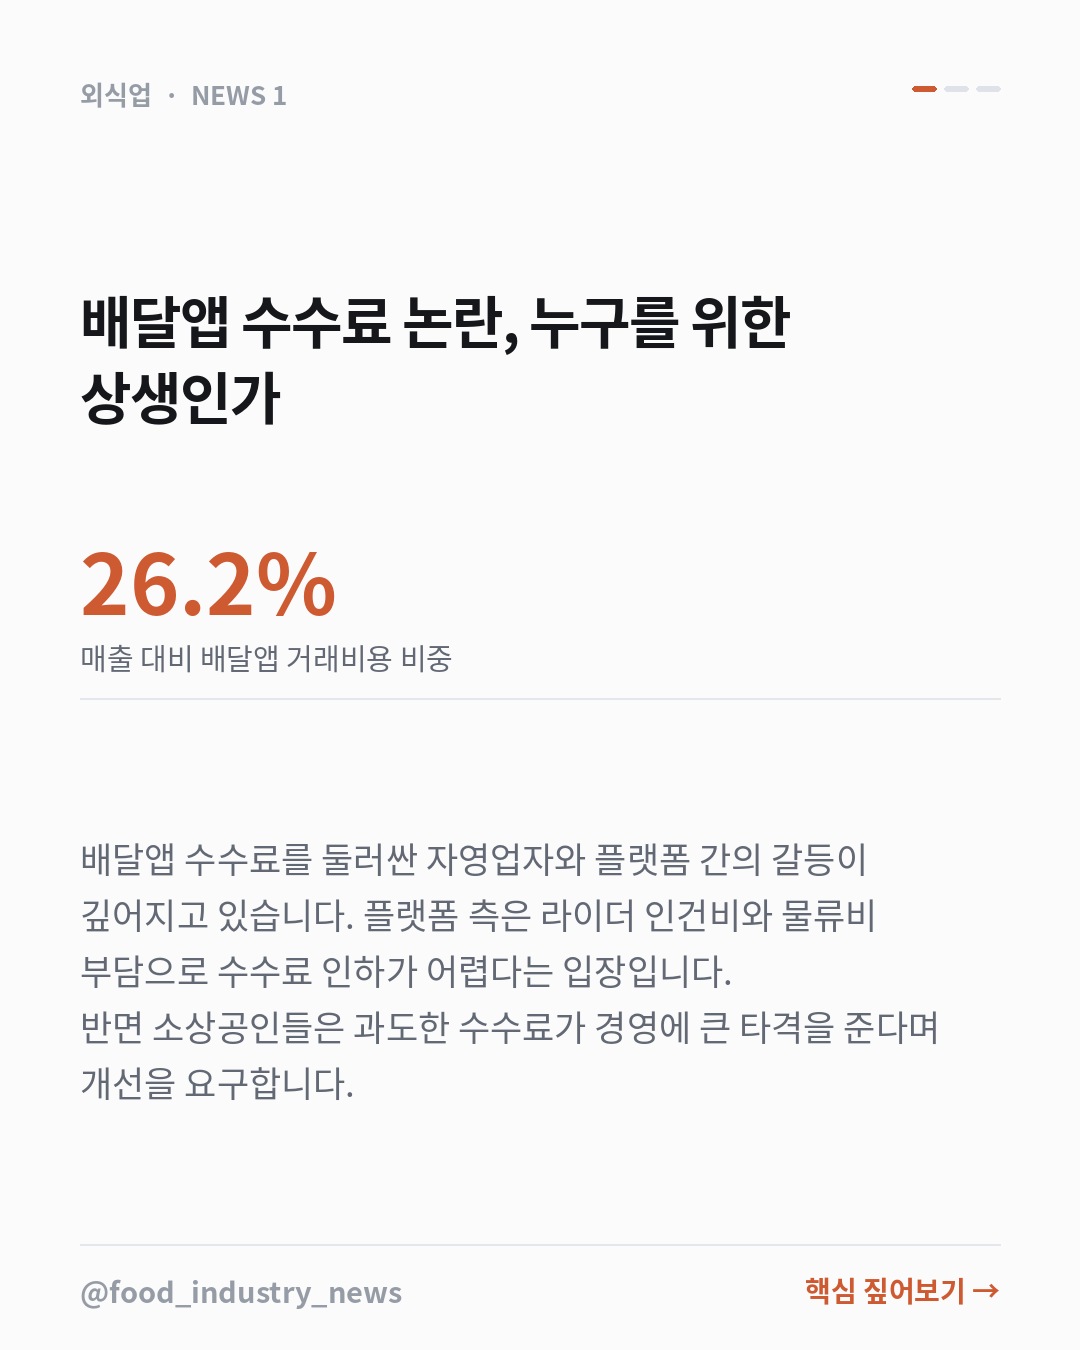 외식업 · NEWS 1
배달앱 수수료 논란, 누구를 위한
상생인가
26.2%
매출 대비 배달앱 거래비용 비중
배달앱 수수료를 둘러싼 자영업자와 플랫폼 간의 갈등이
깊어지고 있습니다. 플랫폼 측은 라이더 인건비와 물류비
부담으로 수수료 인하가 어렵다는 입장입니다.
반면 소상공인들은 과도한 수수료가 경영에 큰 타격을 준다며
개선을 요구합니다.
@food_industry_news
핵심 짚어보기 →